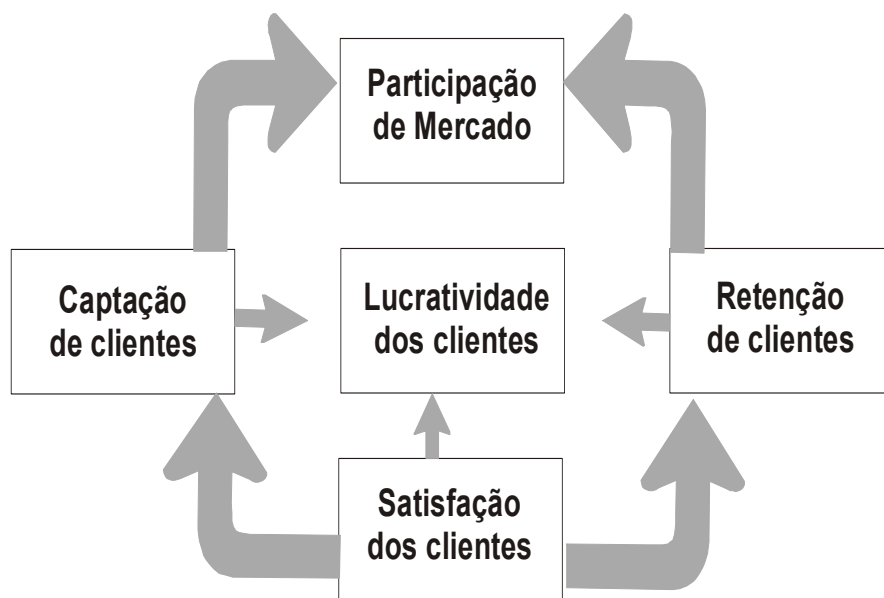 Participação
de Mercado
Captação
de clientes
Lucratividade
dos clientes
Retenção
de clientes
Satisfação
dos clientes